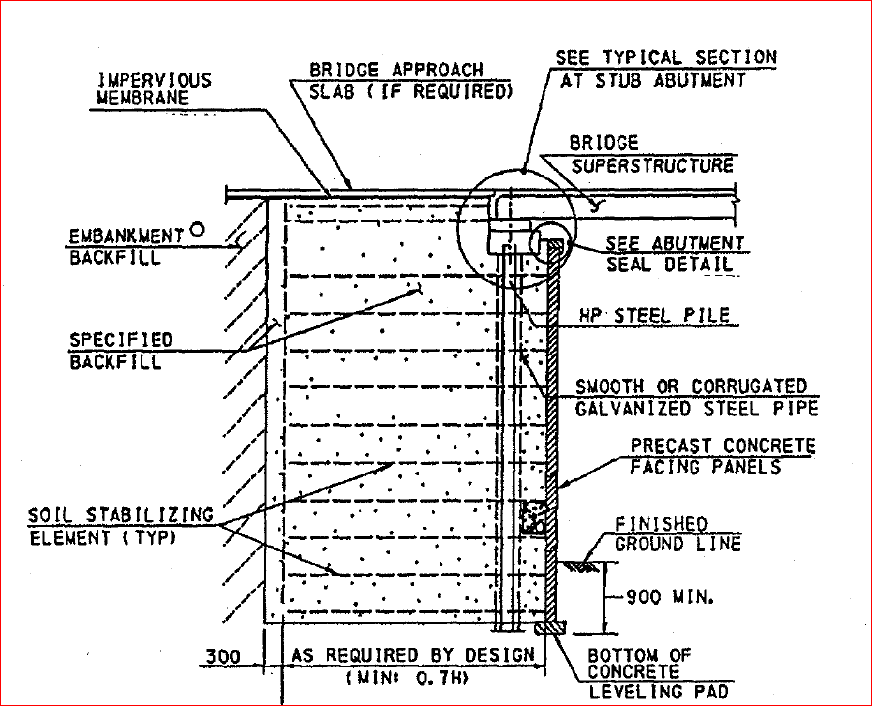 SEE TYPICAL SECTION
AT STUB ABUTMENT
BRIDGE APPROACH
SLAB (IF REQUIRED)
IMPERVIOUS
MEMBRANE
BRIDGE
SUPERSTRUCTURE
EMBANKMENT
BACKFILL
SEE ABUTMENT
SEAL DETAIL
HP STEEL PILE
SPECIFIED
BACKFILL
SMOOTH OR CORRUGATED
GALVANIZED STEEL PIPE
PRECAST CONCRETE
FACING PANELS
SOIL STABILIZING
ELEMENT (TYP)
FINISHED
GROUND LINE
900 MIN.
300
AS REQUIRED BY DESIGN
(MIN: 0.7H)
BOTTOM OF
CONCRETE
LEVELING PAD